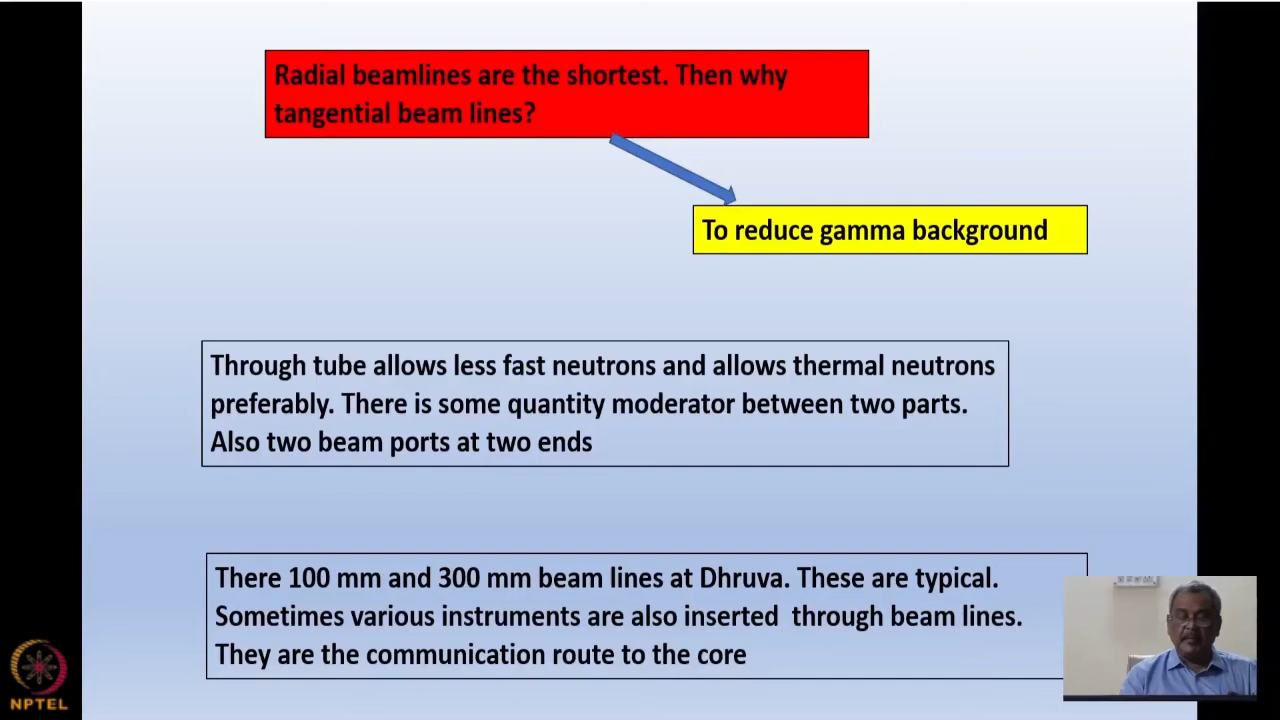 Radial beamlines are the shortest. Then why
tangential beam lines?
To reduce gamma background
Through tube allows less fast neutrons and allows thermal neutrons
preferably. There is some quantity moderator between two parts.
Also two beam ports at two ends
There 100 mm and 300 mm beam lines at Dhruva. These are typical.
Sometimes various instruments are also inserted through beam lines.
They are the communication route to the core
NPTEL